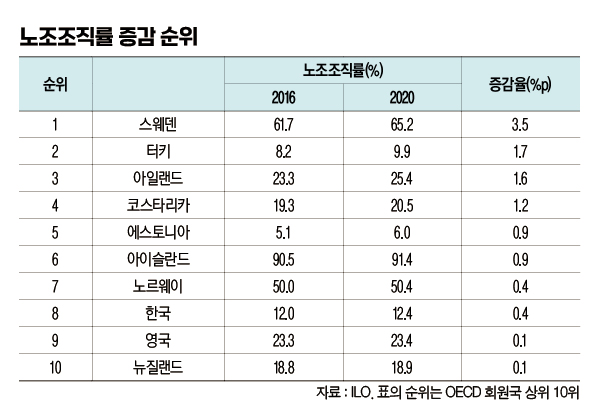 노조조직률 증감 순위
순위 노조조직률(%) 증감율(%p)
2016 2020
1 스웨덴 61.7 65.2 3.5
2 터키 8.2 9.9 1.7
3 아일랜드 23.3 25.4 1.6
4 코스타리카 19.3 20.5 1.2
5 에스토니아 5.1 6.0 0.9
6 아이슬란드 90.5 91.4 0.9
7 노르웨이 50.0 50.4 0.4
8 한국 12.0 12.4 0.4
9 영국 23.3 23.4 0.1
10 뉴질랜드 18.8 18.9 0.1
자료 : ILO, 표의 순위는 OECD 회원국 상위 10위